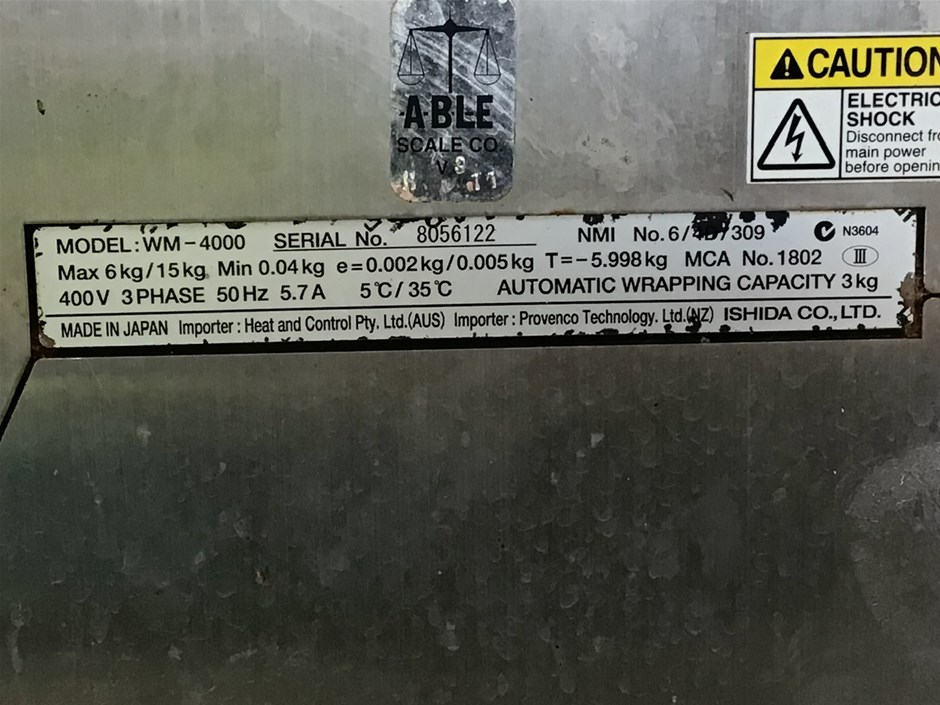 A·B·L·E
SCALE CO.
V 8
N 11
CAUTION
ELECTRIC
SHOCK
Disconnect
main power
before
MODEL: WM-4000 SERIAL No. 8056122 NMI No. 6/4D/309 N3604
Max 6kg/15kg Min 0.04kg e=0.002kg/0.005kg T=-5.998kg MCA No. 1802 III
400V 3PHASE 50Hz 5.7A 5℃/35℃ AUTOMATIC WRAPPING CAPACITY 3kg
MADE IN JAPAN Importer: Heat and Control Pty. Ltd.(AUS) Importer: Provenco Technology. Ltd.(NZ) ISHIDA CO., LTD.